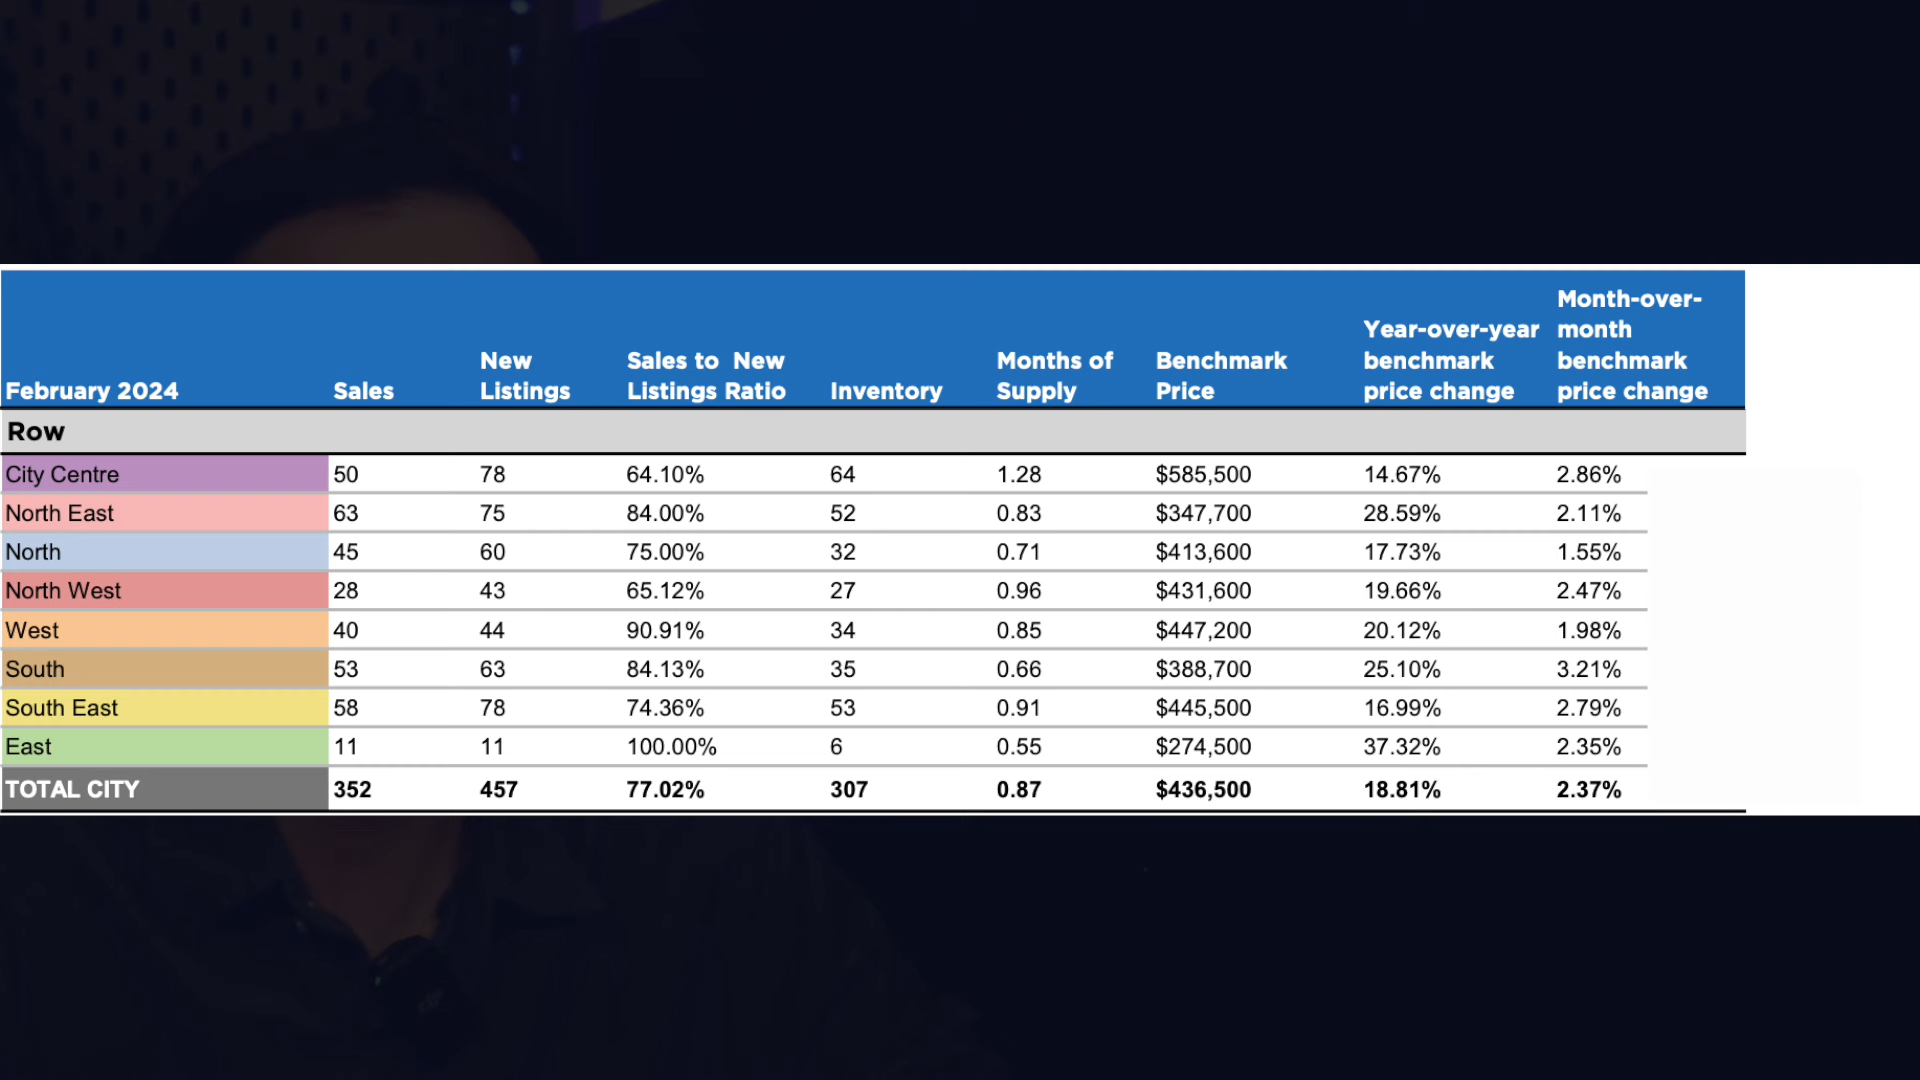 February 2024 Sales New Listings Sales to New Listings Ratio Inventory Months of Supply Benchmark Price Year-over-year benchmark price change Month-over-month benchmark price change
Row
City Centre 50 78 64.10% 64 1.28 $585,500 14.67% 2.86%
North East 63 75 84.00% 52 0.83 $347,700 28.59% 2.11%
North 45 60 75.00% 32 0.71 $413,600 17.73% 1.55%
North West 28 43 65.12% 27 0.96 $431,600 19.66% 2.47%
West 40 44 90.91% 34 0.85 $447,200 20.12% 1.98%
South 53 63 84.13% 35 0.66 $388,700 25.10% 3.21%
South East 58 78 74.36% 53 0.91 $445,500 16.99% 2.79%
East 11 11 100.00% 6 0.55 $274,500 37.32% 2.35%
TOTAL CITY 352 457 77.02% 307 0.87 $436,500 18.81% 2.37%